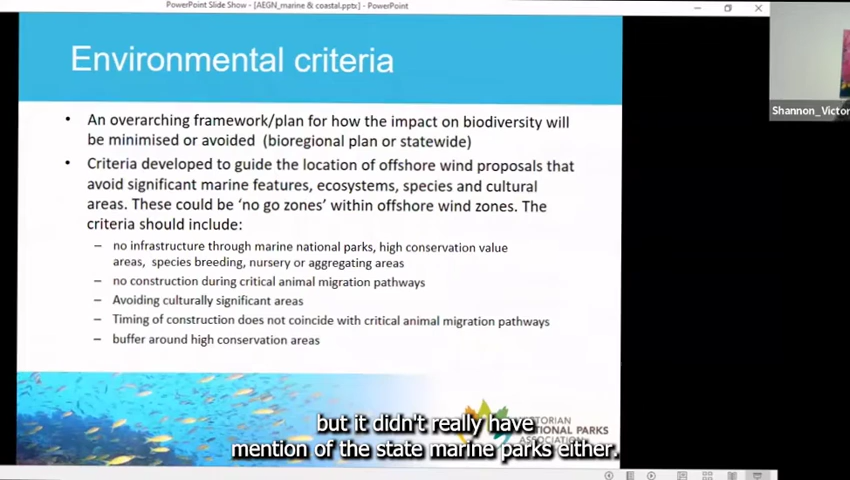 PowerPoint Slide Show - [AEGN_marine & coastal.pptx] - PowerPoint
Environmental criteria
• An overarching framework/plan for how the impact on biodiversity will
be minimised or avoided (bioregional plan or statewide)
• Criteria developed to guide the location of offshore wind proposals that
avoid significant marine features, ecosystems, species and cultural
areas. These could be 'no go zones' within offshore wind zones. The
criteria should include:
– no infrastructure through marine national parks, high conservation value
areas, species breeding, nursery or aggregating areas
– no construction during critical animal migration pathways
– Avoiding culturally significant areas
– Timing of construction does not coincide with critical animal migration pathways
– buffer around high conservation areas
Shannon_Victor
NATIONAL PARKS
but it didn't really have
mention of the state marine parks either.